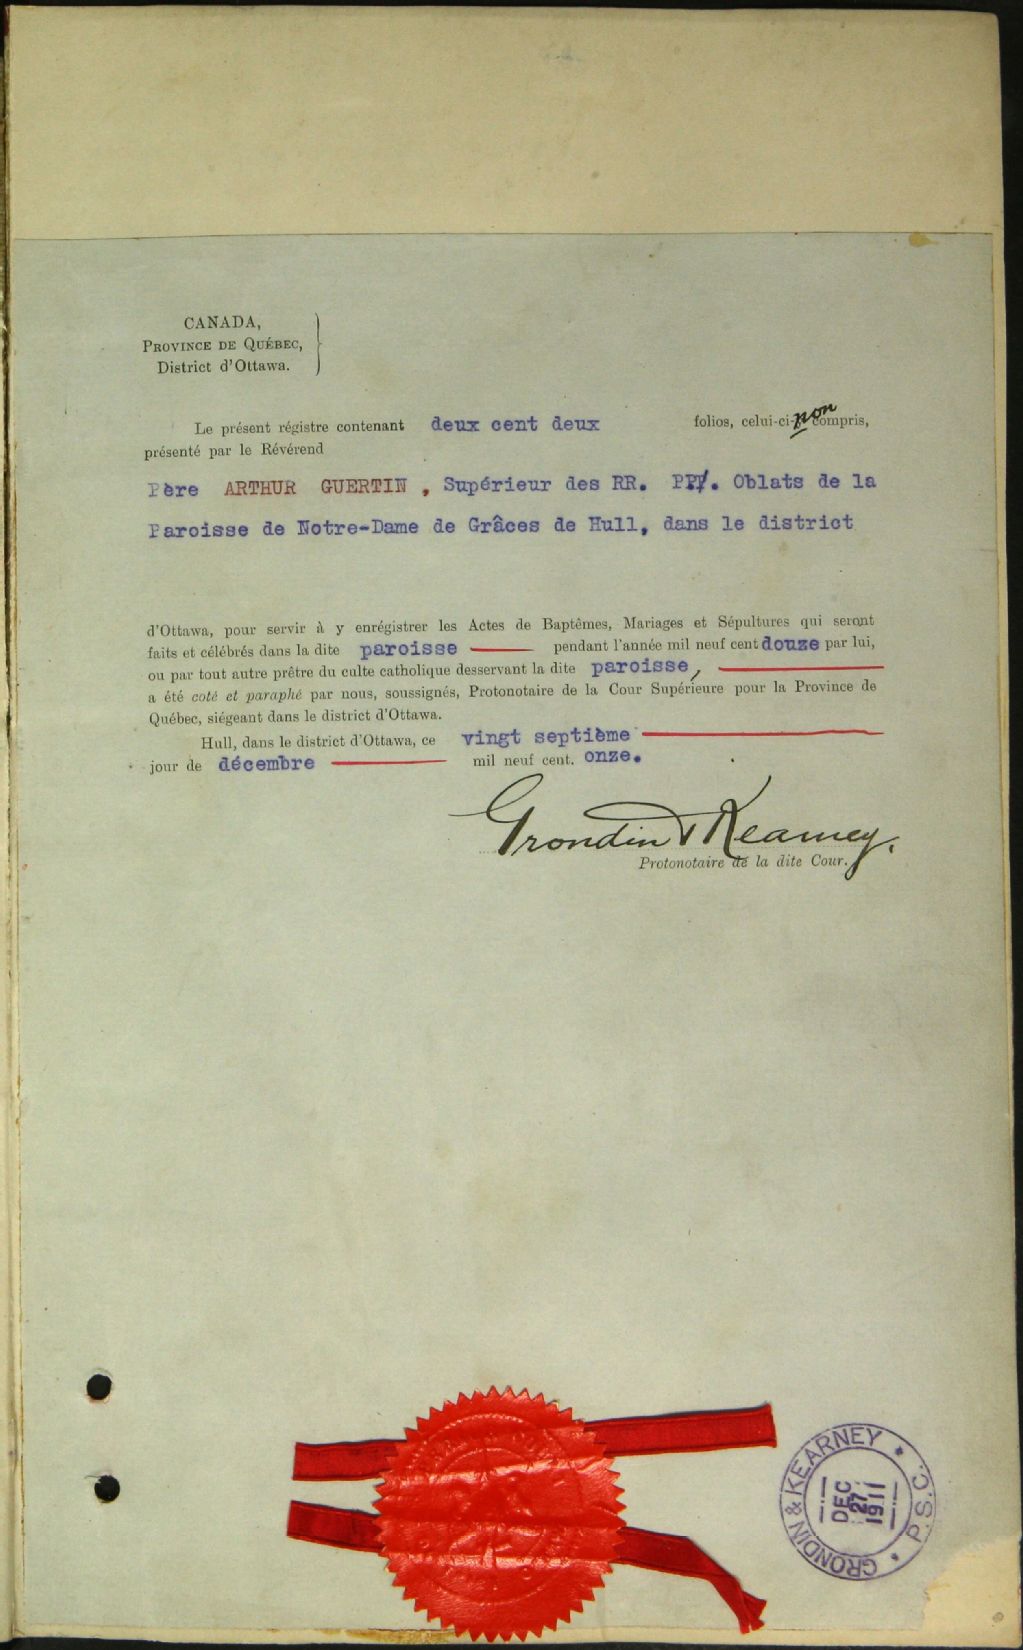 CANADA,
PROVINCE DE QUÉBEC,
District d'Ottawa.
Le présent régistre contenant deux cent deux folios, celui-ci non compris,
présenté par le Révérend
Père ARTHUR GUERTIN , Supérieur des RR. PP. Oblats de la
Paroisse de Notre-Dame de Grâces de Hull, dans le district
d'Ottawa, pour servir à y enrégistrer les Actes de Baptêmes, Mariages et Sépultures qui seront
faits et célébrés dans la dite paroisse pendant l'année mil neuf cent douze par lui,
ou par tout autre prêtre du culte catholique desservant la dite paroisse,
a été coté et paraphé par nous, soussignés, Protonotaire de la Cour Supérieure pour la Province de
Québec, siégeant dans le district d'Ottawa.
Hull, dans le district d'Ottawa, ce vingt septième
jour de décembre mil neuf cent. onze.
Grondin & Kearney.
Protonotaire de la dite Cour.
GRONDIN & KEARNEY * P.S.C. *
DEC
27
1911